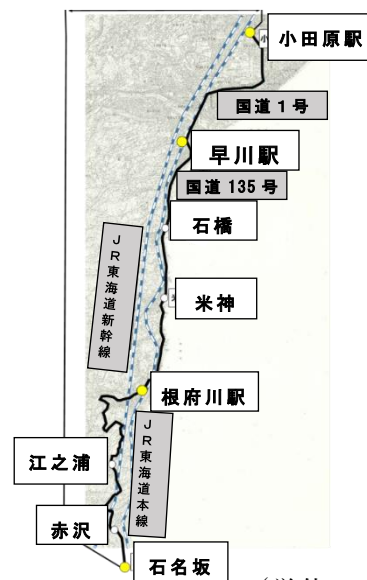 小田原駅
国道1号
早川駅
国道135号
石橋
JR東海道新幹線
米神
根府川駅
JR東海道本線
江之浦
赤沢
石名坂